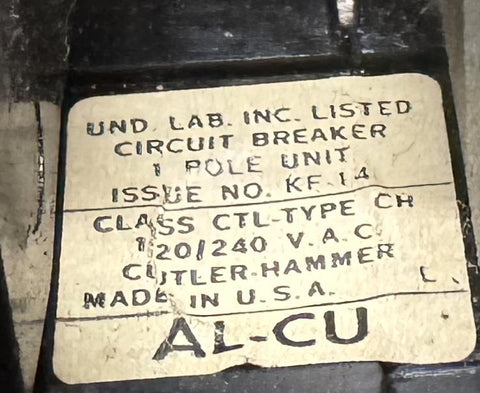 UND. LAB. INC. LISTED
CIRCUIT BREAKER
1 POLE UNIT
ISSUE NO. KF-14
CLASS CTL-TYPE CH
120/240 V.A.C.
CUTLER-HAMMER
MADE IN U.S.A.
AL-CU